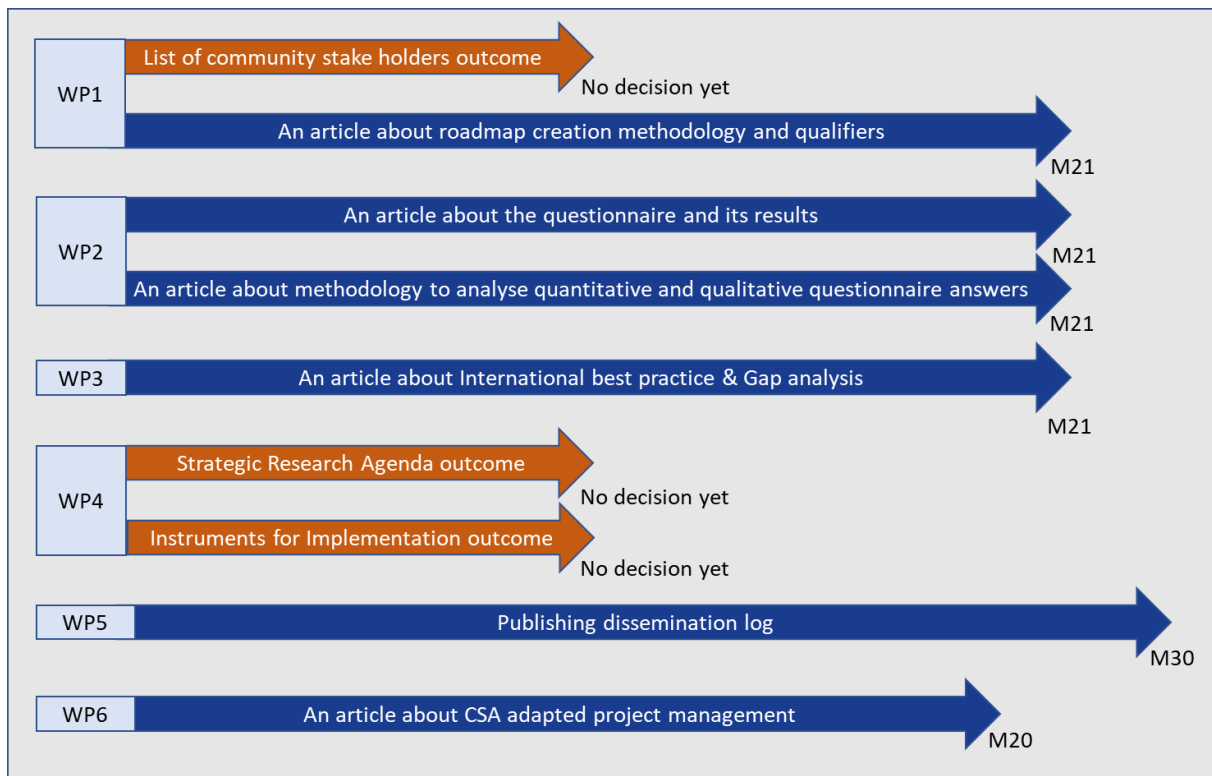 WP1
List of community stake holders outcome
No decision yet
An article about roadmap creation methodology and qualifiers
M21
WP2
An article about the questionnaire and its results
M21
An article about methodology to analyse quantitative and qualitative questionnaire answers
M21
WP3
An article about International best practice & Gap analysis
M21
WP4
Strategic Research Agenda outcome
No decision yet
Instruments for Implementation outcome
No decision yet
WP5
Publishing dissemination log
M30
WP6
An article about CSA adapted project management
M20